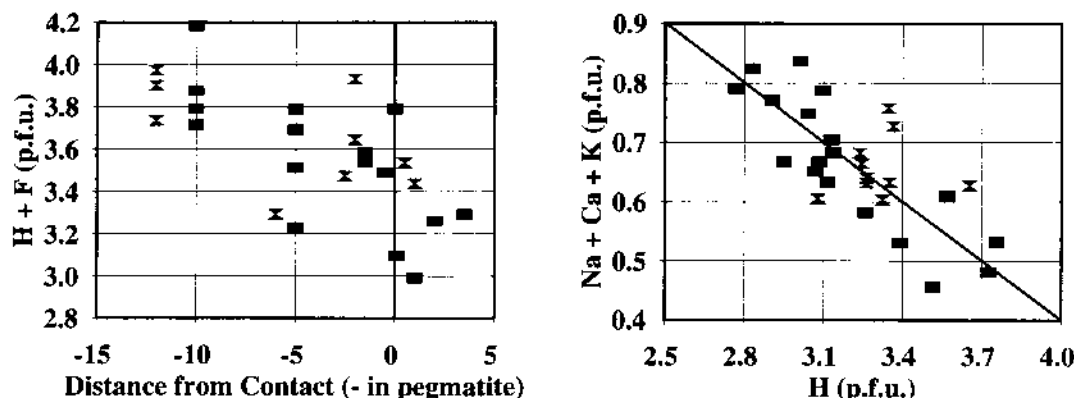 H + F (p.f.u.)
4.2
4.0
3.8
3.6
3.4
3.2
3.0
2.8
-15 -10 -5 0 5
Distance from Contact (- in pegmatite)
Na + Ca + K (p.f.u.)
0.9
0.8
0.7
0.6
0.5
0.4
2.5 2.8 3.1 3.4 3.7 4.0
H (p.f.u.)